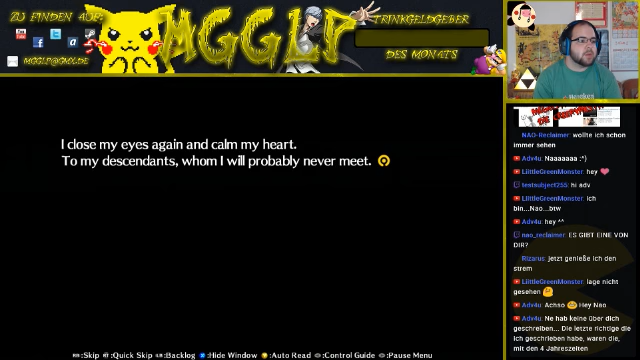 ZU FINDEN AUF:
MGGLP@GMX.DE
MGGLP
TRINKGELDGEBER
DES MONATS
I close my eyes again and calm my heart.
To my descendants, whom I will probably never meet.
:Skip
:Quick Skip
:Backlog
:Hide Window
:Auto Read
:Control Guide
:Pause Menu
NAO-Reclaimer: wollte ich schon
immer sehen
Adv4u: Naaaaaaa :*)
LiittleGreenMonster: hey
testsubject255: hi adv
LiittleGreenMonster: Ich
bin...Nao..btw
Adv4u: hey ^^
nao_reclaimer: ES GIBT EINE VON
DIR?
Rizarus: jetzt genieße ich den
strem
LiittleGreenMonster: lage nicht
gesehen
Adv4u: Achso
Hey Nao
Adv4u: Ne hab keine über dich
geschrieben... Die letzte richtige die
ich geschrieben habe, waren die,
mit den 4 Jahreszeiten